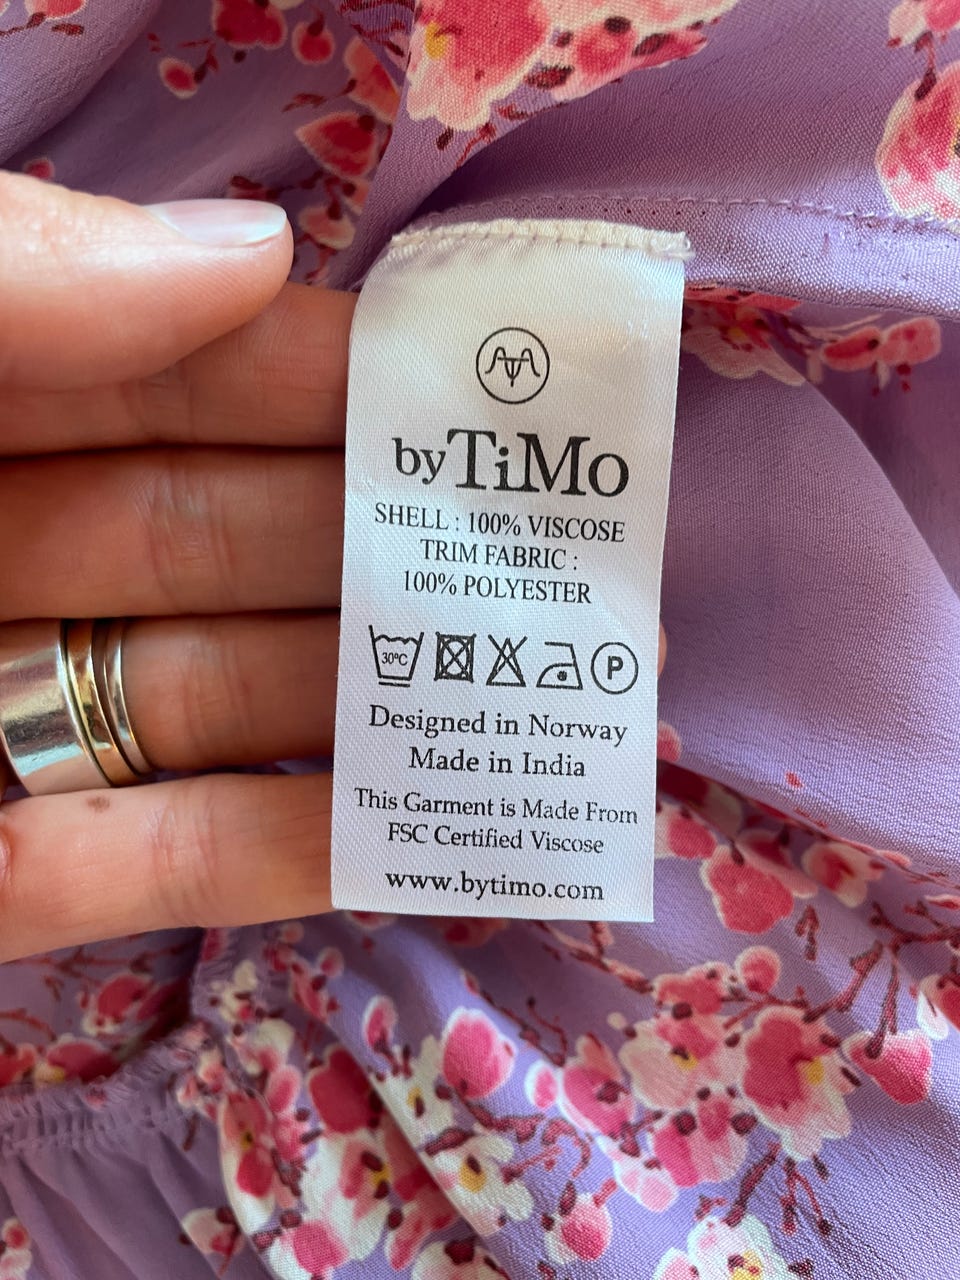 byTiMo
SHELL : 100% VISCOSE
TRIM FABRIC :
100% POLYESTER
30°C P
Designed in Norway
Made in India
This Garment is Made From
FSC Certified Viscose
www.bytimo.com